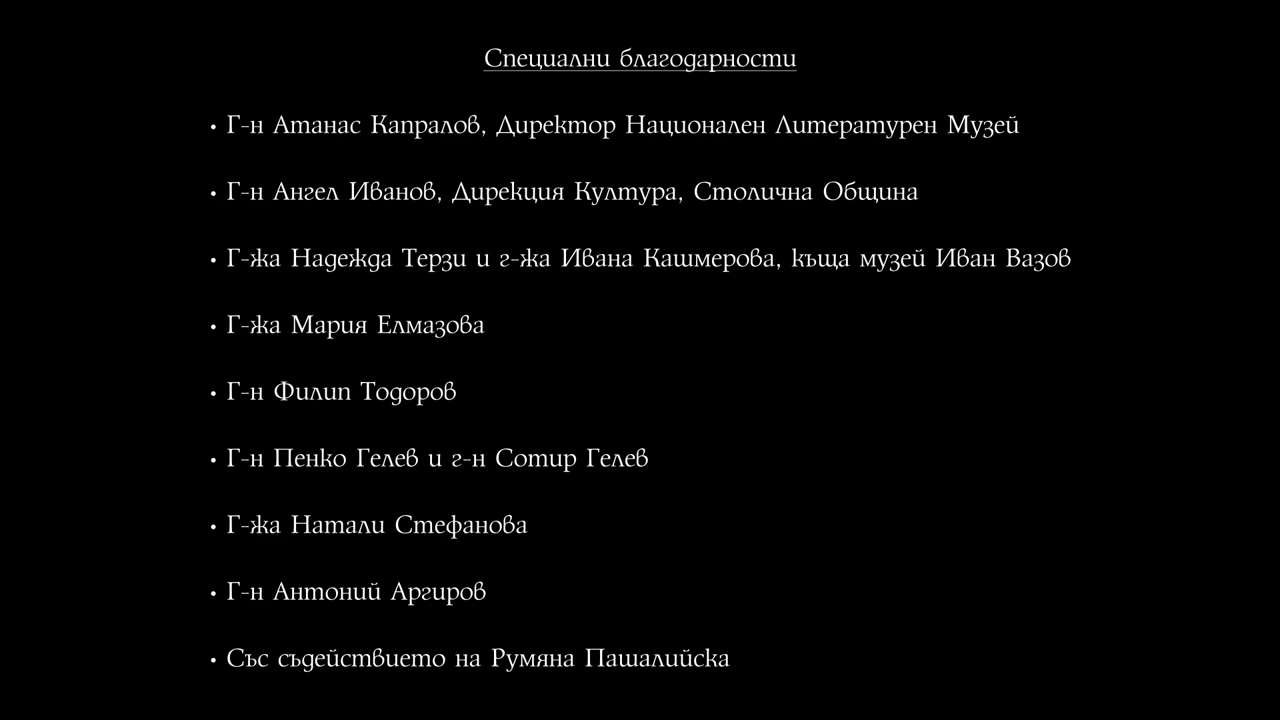 Специални благодарности
• Г-н Атанас Капралов, Директор Национален Литературен Музей
• Г-н Ангел Иванов, Дирекция Култура, Столична Община
• Г-жа Надежда Терзи и г-жа Ивана Кашмерова, къща музей Иван Вазов
• Г-жа Мария Елмазова
• Г-н Филип Тодоров
• Г-н Пенко Гелев и г-н Сотир Гелев
• Г-жа Натали Стефанова
• Г-н Антоний Аргиров
• Със съдействието на Румяна Пашалийска